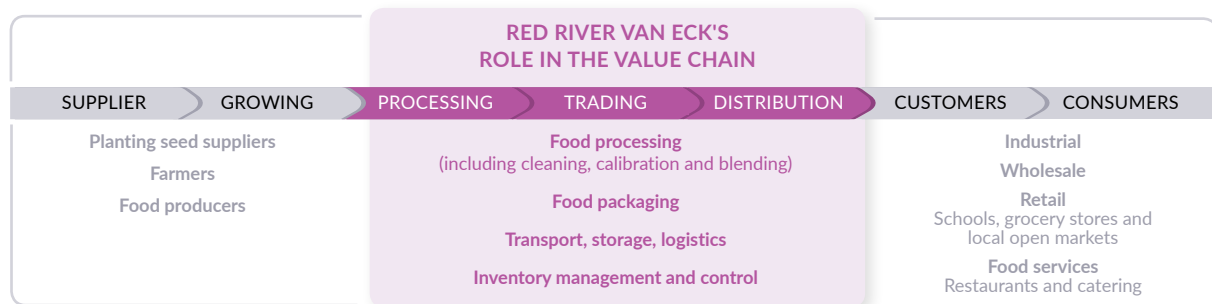 RED RIVER VAN ECK'S
ROLE IN THE VALUE CHAIN
SUPPLIER GROWING PROCESSING TRADING DISTRIBUTION CUSTOMERS CONSUMERS
Planting seed suppliers
Farmers
Food producers
Food processing
(including cleaning, calibration and blending)
Food packaging
Transport, storage, logistics
Inventory management and control
Industrial
Wholesale
Retail
Schools, grocery stores and
local open markets
Food services
Restaurants and catering